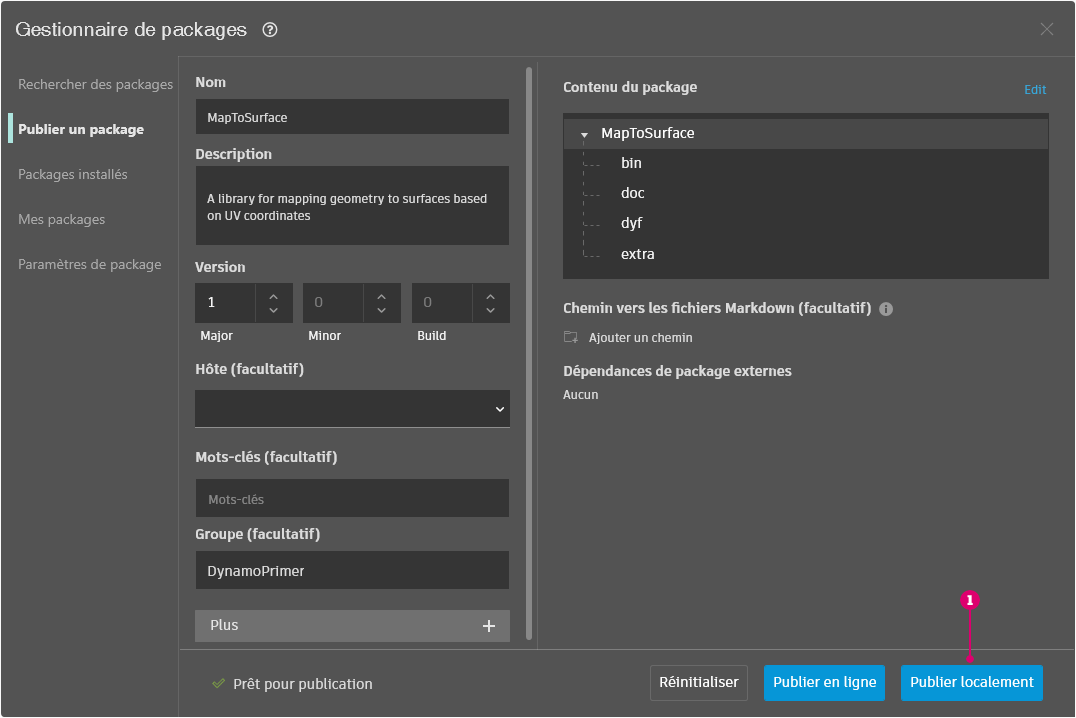 Gestionnaire de packages ?
Rechercher des packages
Publier un package
Packages installés
Mes packages
Paramètres de package
Nom
MapToSurface
Description
A library for mapping geometry to surfaces based
on UV coordinates
Version
1 0 0
Major Minor Build
Hôte (facultatif)
Mots-clés (facultatif)
Mots-clés
Groupe (facultatif)
DynamoPrimer
Plus +
Contenu du package Edit
MapToSurface
bin
doc
dyf
extra
Chemin vers les fichiers Markdown (facultatif) i
Ajouter un chemin
Dépendances de package externes
Aucun
1
Prêt pour publication
Réinitialiser Publier en ligne Publier localement